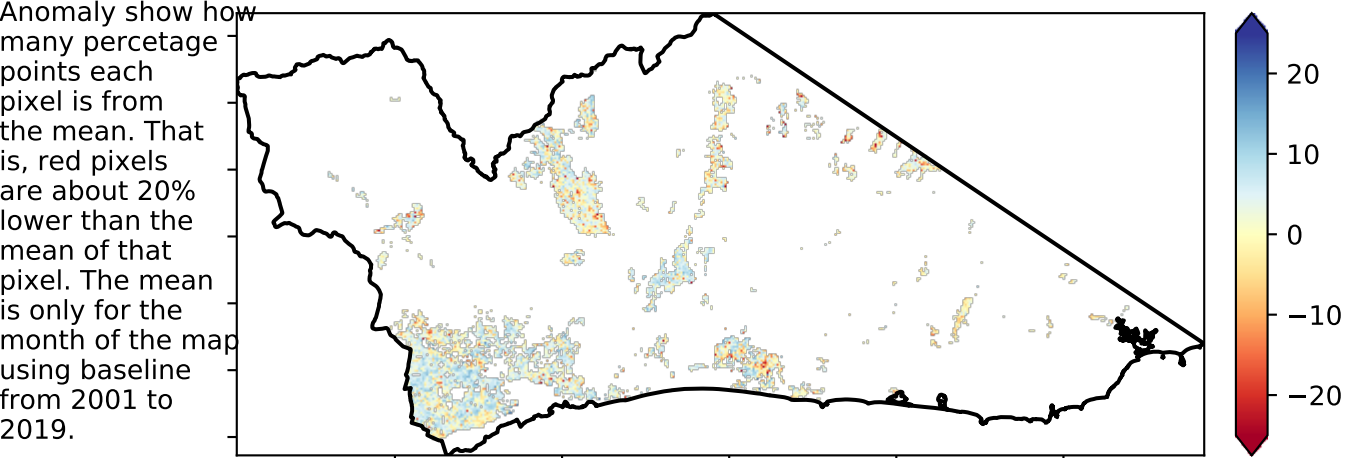 Anomaly show how
many percetage
points each
pixel is from
the mean. That
is, red pixels
are about 20%
lower than the
mean of that
pixel. The mean
is only for the
month of the map
using baseline
from 2001 to
2019.
20
10
0
−10
−20